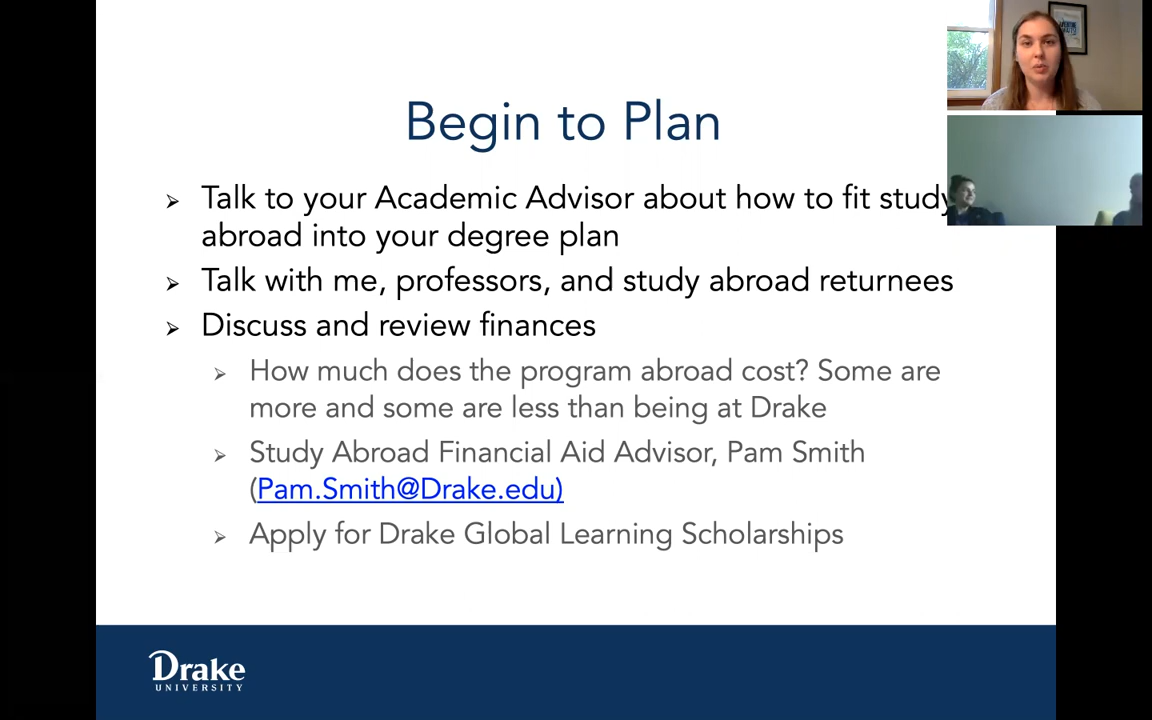 Begin to Plan
Talk to your Academic Advisor about how to fit study
abroad into your degree plan
Talk with me, professors, and study abroad returnees
Discuss and review finances
How much does the program abroad cost? Some are
more and some are less than being at Drake
Study Abroad Financial Aid Advisor, Pam Smith
(Pam.Smith@Drake.edu)
Apply for Drake Global Learning Scholarships
Drake
UNIVERSITY